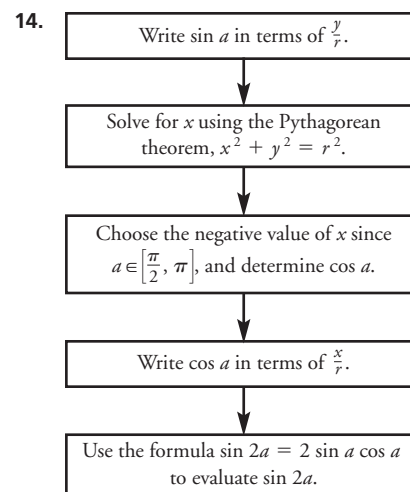 14.
Write sin a in terms of y/r.
Solve for x using the Pythagorean
theorem, x² + y² = r².
Choose the negative value of x since
a ∈ [π/2, π], and determine cos a.
Write cos a in terms of x/r.
Use the formula sin 2a = 2 sin a cos a
to evaluate sin 2a.